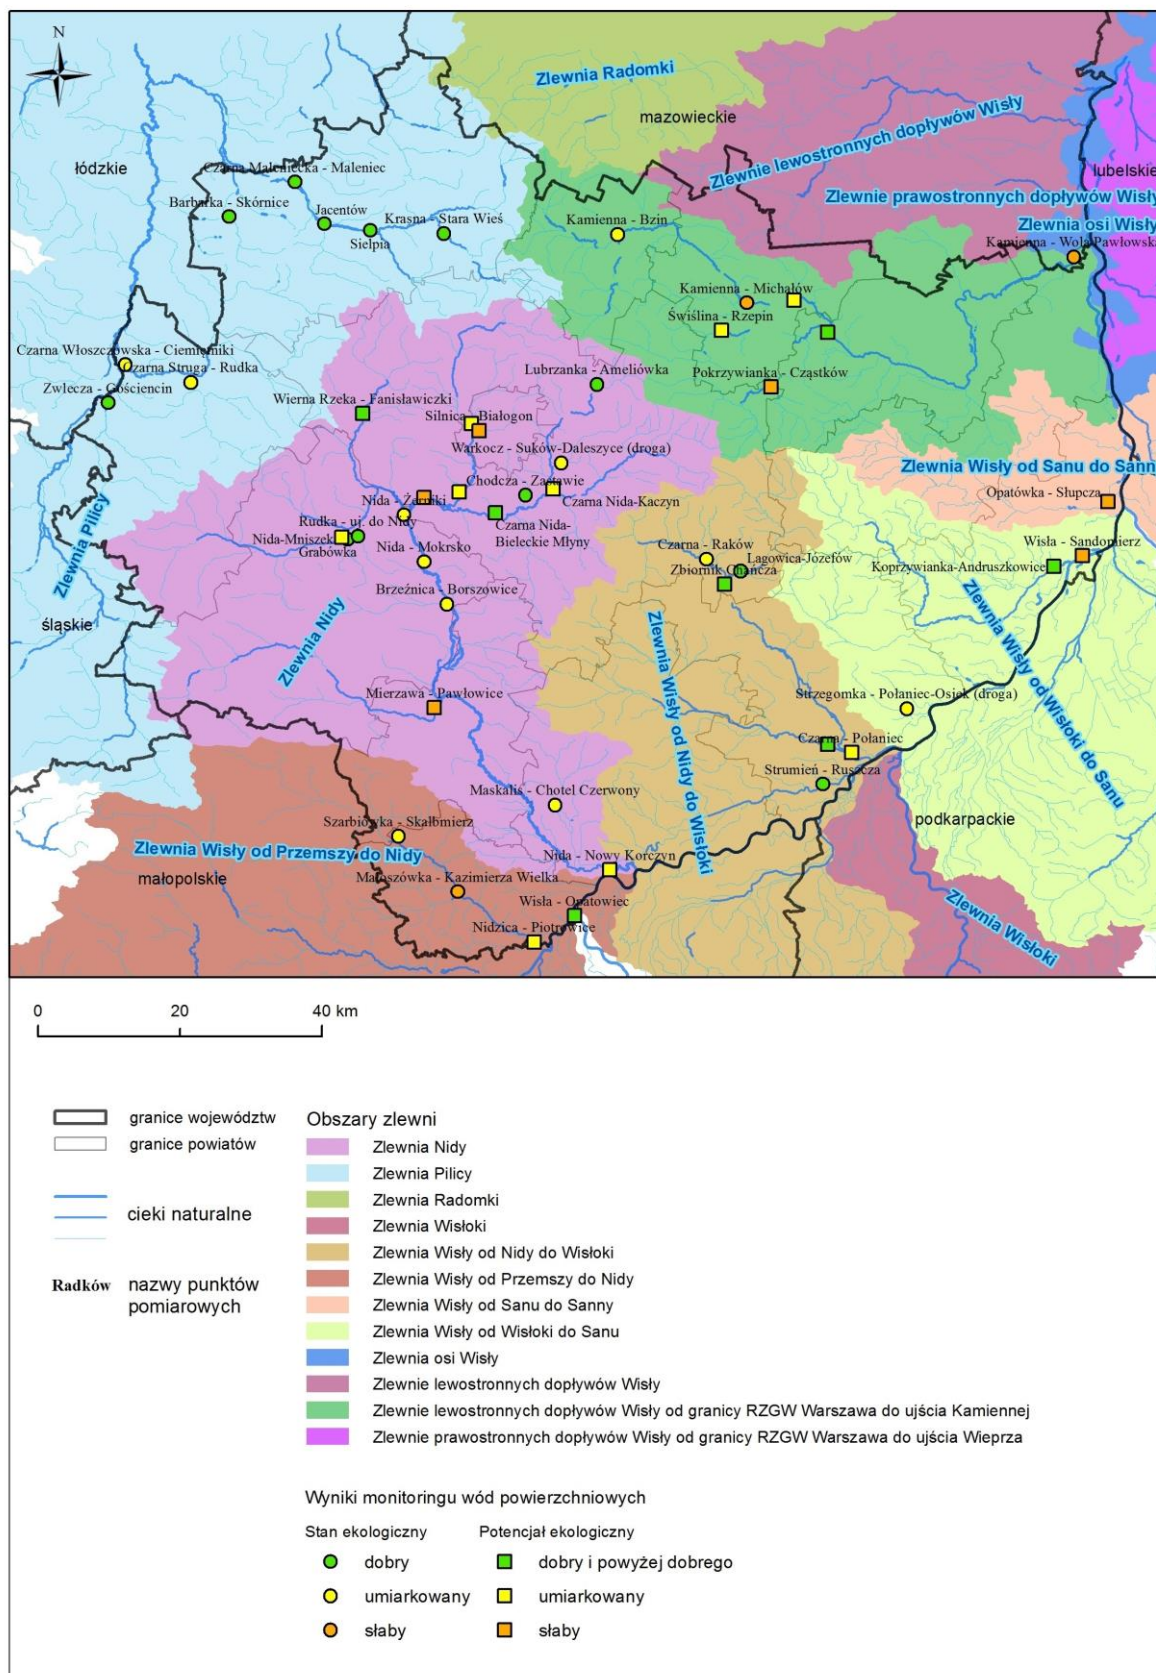 N
Zlewnia Radomki
mazowieckie
Zlewnie lewostronnych dopływów Wisły
łódzkie
lubelskie
Czarna Maleniecka - Maleniec
Zlewnie prawostronnych dopływów Wisły
Barbarka - Skórnice
Jacentów
Krasna - Stara Wieś
Kamienna - Bzin
Zlewnia osi Wisły
Sielpia
Kamienna - Wola Pawłowska
Kamienna - Michałów
Świślina - Rzepin
Czarna Włoszczowska - Ciemiętniki
Czarna Struga - Rudka
Lubrzanka - Ameliówka
Pokrzywianka - Cząstków
Zwlecza - Gościencin
Wierna Rzeka - Fanisławiczki
Silnica - Białogon
Warkocz - Suków-Daleszyce (droga)
Zlewnia Wisły od Sanu do Sanny
Chodcza - Zastawie
Opatówka - Słupcza
Nida - Żerniki
Czarna Nida-Kaczyn
Zlewnia Pilicy
Rudka - uj. do Nidy
Czarna Nida-
Bieleckie Młyny
Nida-Mniszek
Grabówka
Nida - Mokrsko
Czarna - Raków
Wisła - Sandomierz
Łagowica-Józefów
Zbiornik Chańcza
Koprzywianka-Andruszkowice
Brzeźnica - Borszowice
śląskie
Zlewnia Nidy
Zlewnia Wisły od Nidy do Wisłoki
Zlewnia Wisły od Wisłoki do Sanu
Mierzawa - Pawłowice
Strzegomka - Połaniec-Osiek (droga)
Czarna - Połaniec
Strumień - Ruszcza
Maskalis - Chotel Czerwony
Szarbiówka - Skalbmierz
podkarpackie
Zlewnia Wisły od Przemszy do Nidy
Nida - Nowy Korczyn
małopolskie
Małoszówka - Kazimierza Wielka
Wisła - Opatowiec
Zlewnia Wisłoki
Nidzica - Piotrowice
0 20 40 km
granice województw
granice powiatów
cieki naturalne
Radków nazwy punktów
pomiarowych
Obszary zlewni
Zlewnia Nidy
Zlewnia Pilicy
Zlewnia Radomki
Zlewnia Wisłoki
Zlewnia Wisły od Nidy do Wisłoki
Zlewnia Wisły od Przemszy do Nidy
Zlewnia Wisły od Sanu do Sanny
Zlewnia Wisły od Wisłoki do Sanu
Zlewnia osi Wisły
Zlewnie lewostronnych dopływów Wisły
Zlewnie lewostronnych dopływów Wisły od granicy RZGW Warszawa do ujścia Kamiennej
Zlewnie prawostronnych dopływów Wisły od granicy RZGW Warszawa do ujścia Wieprza
Wyniki monitoringu wód powierzchniowych
Stan ekologiczny Potencjał ekologiczny
dobry dobry i powyżej dobrego
umiarkowany umiarkowany
słaby słaby